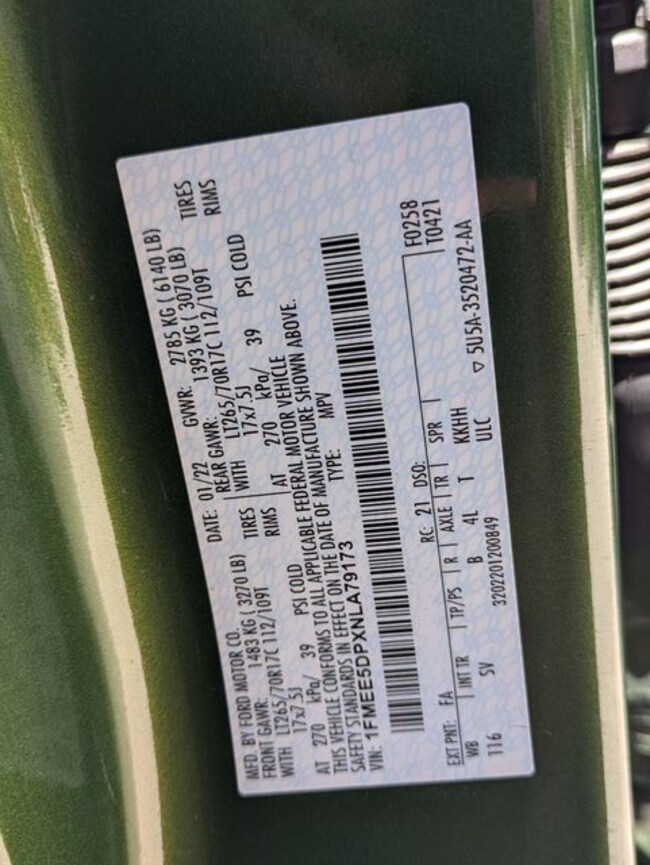 MFD. BY FORD MOTOR CO.
DATE: 01/22 GVWR: 2785 KG ( 6140 LB)
FRONT GAWR: 1483 KG ( 3270 LB) REAR GAWR: 1393 KG ( 3070 LB)
WITH LT265/70R17C 112/109T TIRES WITH LT265/70R17C 112/109T TIRES
17x7.5J RIMS 17x7.5J RIMS
AT 270 kPa/ 39 PSI COLD AT 270 kPa/ 39 PSI COLD
THIS VEHICLE CONFORMS TO ALL APPLICABLE FEDERAL MOTOR VEHICLE
SAFETY STANDARDS IN EFFECT ON THE DATE OF MANUFACTURE SHOWN ABOVE.
VIN: 1FMEE5DPXNLA79173 TYPE: MPV
F0258
EXT PNT: FA RC: 21 DSO: T0421
WB INT TR TP/PS R AXLE TR SPR
116 5V B 4L T KKHH
3202201200849 ULC ▽ 5U5A-3520472-AA